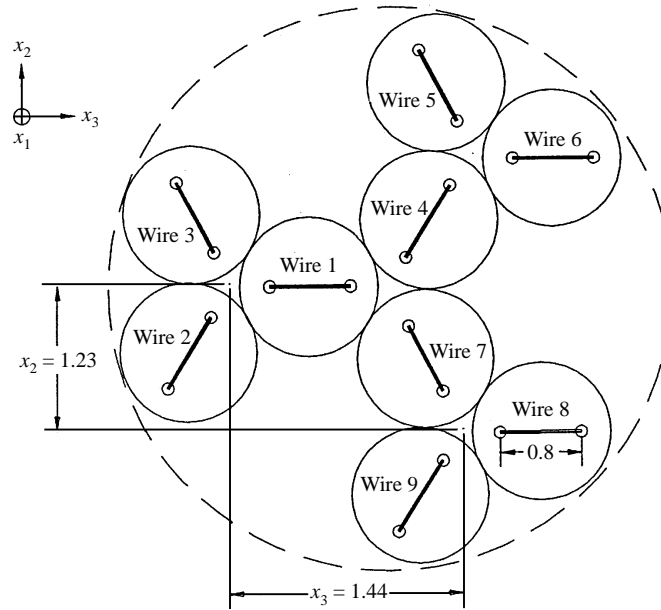 x2
x3
x1
Wire 5
Wire 6
Wire 4
Wire 3
Wire 1
Wire 2
x2 = 1.23
Wire 7
Wire 8
0.8
Wire 9
x3 = 1.44